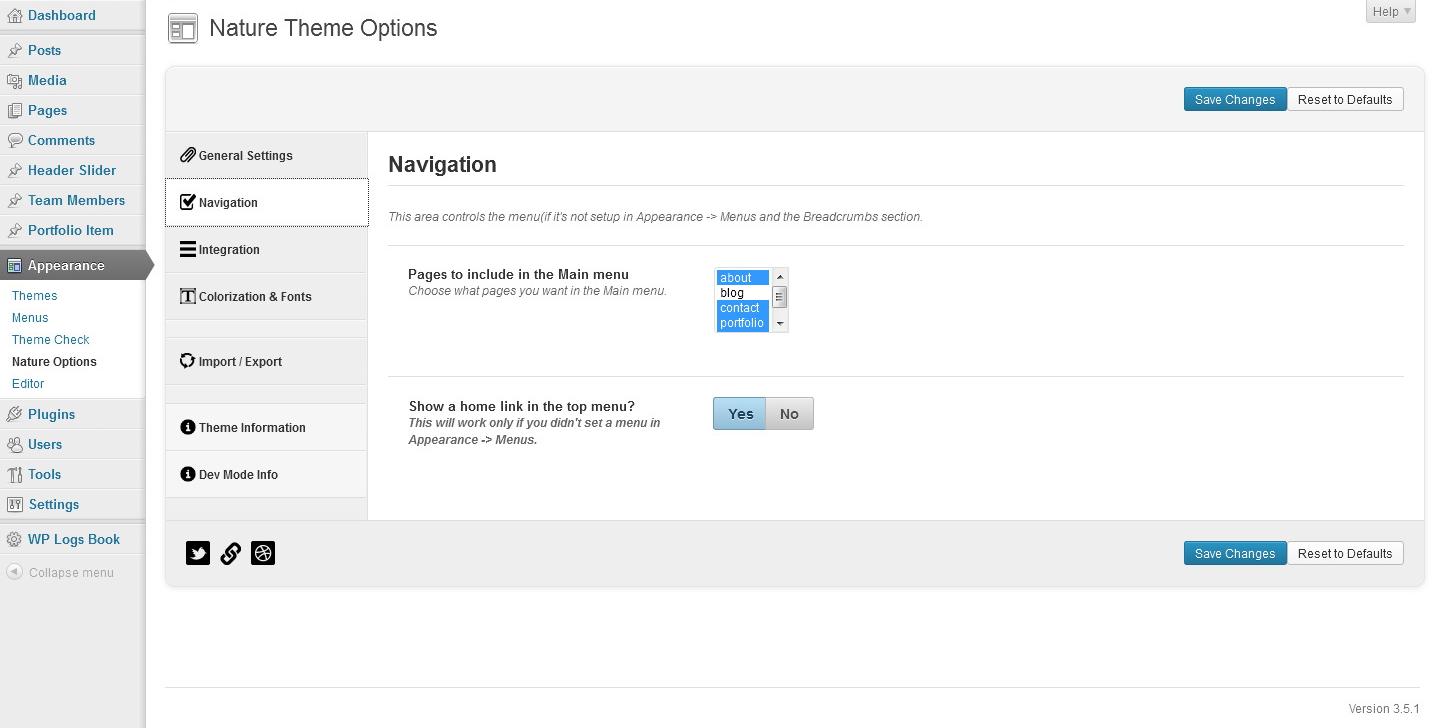 Dashboard
Posts
Media
Pages
Comments
Header Slider
Team Members
Portfolio Item
Appearance
Themes
Menus
Theme Check
Nature Options
Editor
Plugins
Users
Tools
Settings
WP Logs Book
Collapse menu
Help
Nature Theme Options
Save Changes
Reset to Defaults
General Settings
Navigation
Integration
Colorization & Fonts
Import / Export
Theme Information
Dev Mode Info
Navigation
This area controls the menu(if it's not setup in Appearance -> Menus and the Breadcrumbs section.
Pages to include in the Main menu
Choose what pages you want in the Main menu.
about
blog
contact
portfolio
Show a home link in the top menu?
This will work only if you didn't set a menu in
Appearance -> Menus.
Yes
No
Save Changes
Reset to Defaults
Version 3.5.1